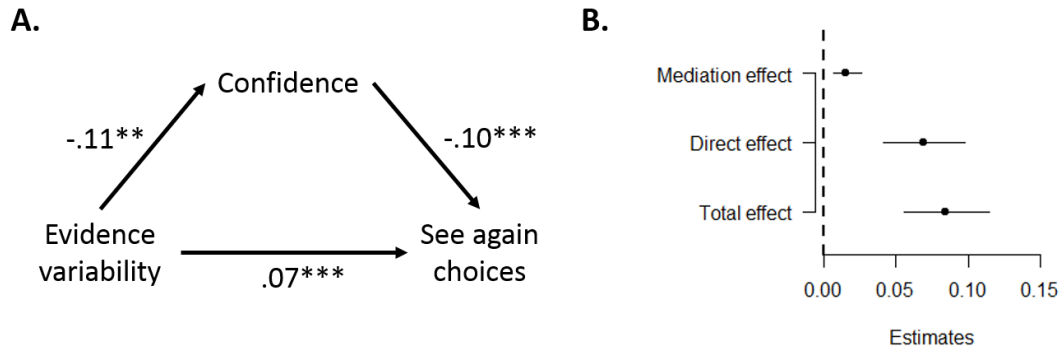 A.
Confidence
-.11**
-.10***
Evidence
variability
See again
choices
.07***
B.
Mediation effect
Direct effect
Total effect
0.00 0.05 0.10 0.15
Estimates